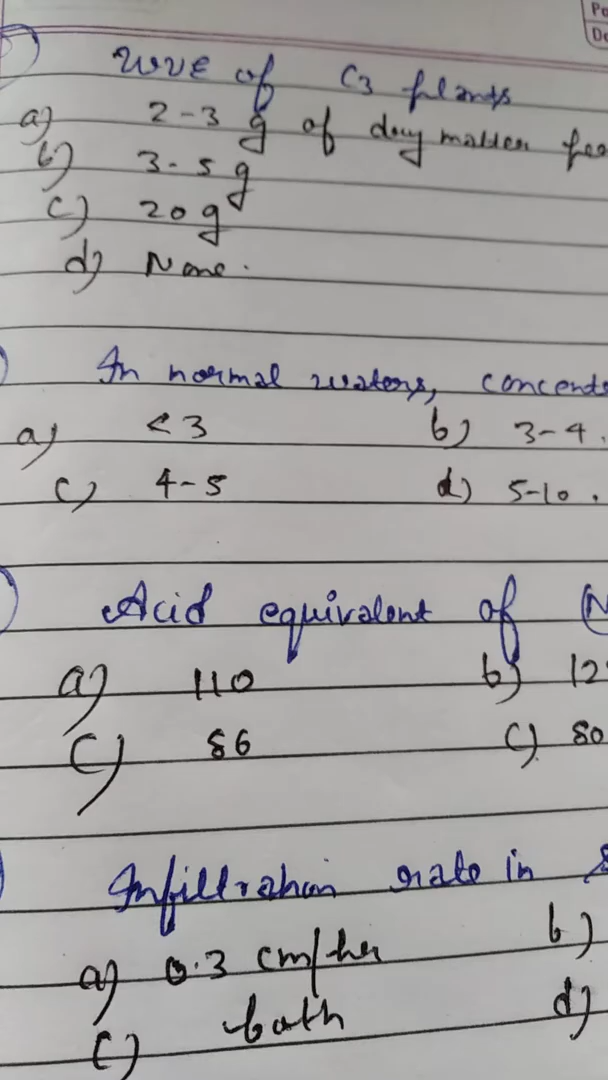 WUE of C3 plants
a) 2-3 g of dry matter
b) 3-5 g
c) 20 g
d) None.
In normal waters,
a) <3 b) 3-4.
c) 4-5 d) 5-10.
Acid equivalent of
a) 110 b) 12
c) 86 c) 80
Infiltration rate in
a) 0.3 cm/hr b)
c) both d)